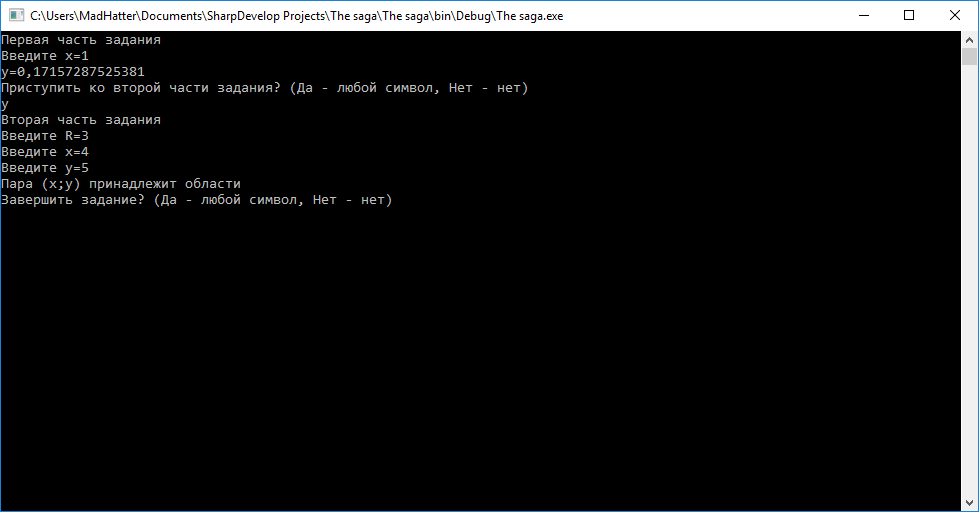 C:\Users\MadHatter\Documents\SharpDevelop Projects\The saga\The saga\bin\Debug\The saga.exe
Первая часть задания
Введите x=1
y=0,17157287525381
Приступить ко второй части задания? (Да - любой символ, Нет - нет)
y
Вторая часть задания
Введите R=3
Введите x=4
Введите y=5
Пара (x;y) принадлежит области
Завершить задание? (Да - любой символ, Нет - нет)